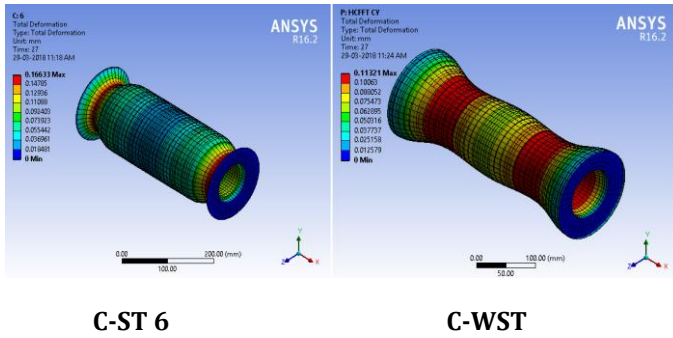 C: 6
Total Deformation
Type: Total Deformation
Unit: mm
Time: 27
29-03-2018 11:18 AM
0.16633 Max
0.14785
0.12936
0.11088
0.092403
0.073923
0.055442
0.036961
0.018481
0 Min
ANSYS
R16.2
0.00 200.00 (mm)
100.00
Y
Z X
P: HCFFT CY
Total Deformation
Type: Total Deformation
Unit: mm
Time: 27
29-03-2018 11:24 AM
0.11321 Max
0.10063
0.088052
0.075473
0.062895
0.050316
0.037737
0.025158
0.012579
0 Min
ANSYS
R16.2
0.00 100.00 (mm)
50.00
Y
Z X
C-ST 6 C-WST